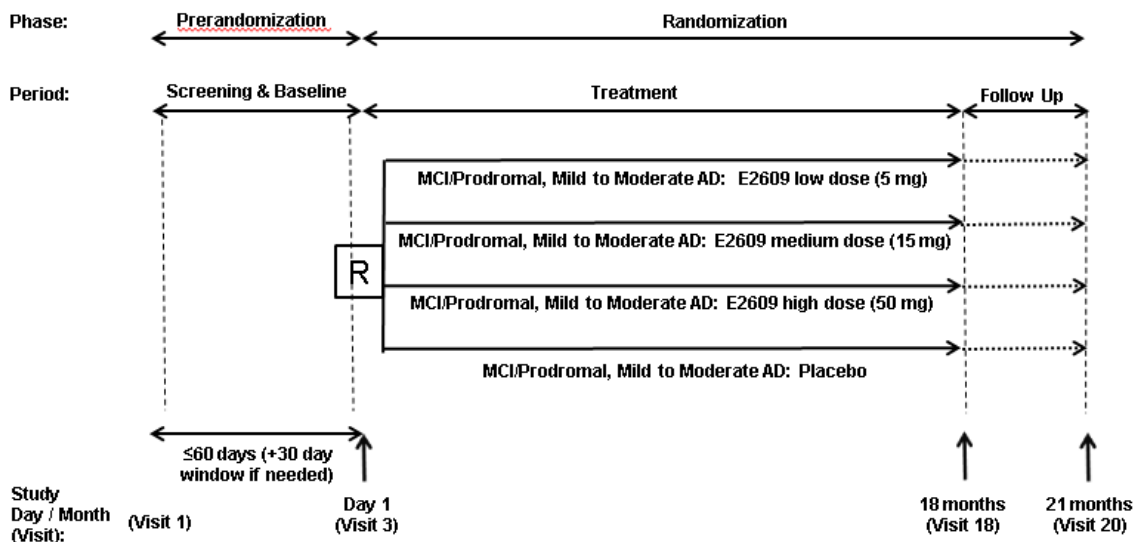 Phase:
Prerandomization
Randomization
Period:
Screening & Baseline
Treatment
Follow Up
MCI/Prodromal, Mild to Moderate AD: E2609 low dose (5 mg)
MCI/Prodromal, Mild to Moderate AD: E2609 medium dose (15 mg)
R
MCI/Prodromal, Mild to Moderate AD: E2609 high dose (50 mg)
MCI/Prodromal, Mild to Moderate AD: Placebo
≤60 days (+30 day
window if needed)
Study
Day / Month
(Visit):
(Visit 1)
Day 1
(Visit 3)
18 months
(Visit 18)
21 months
(Visit 20)